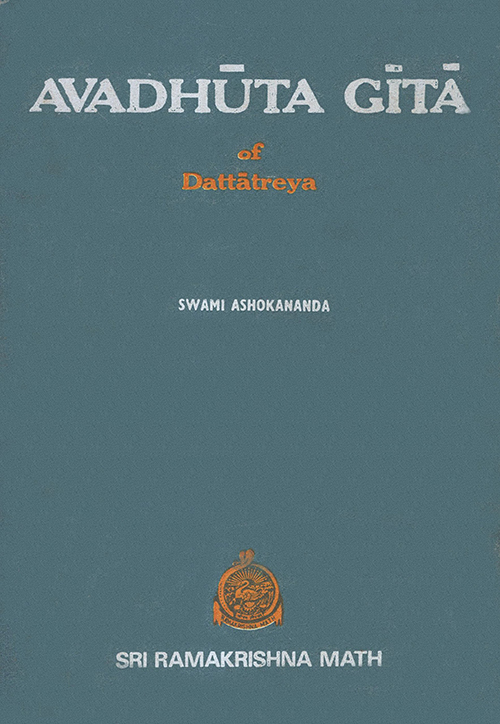 AVADHŪTA GĪTĀ
of
Dattātreya
SWAMI ASHOKANANDA
SRI RAMAKRISHNA MATH